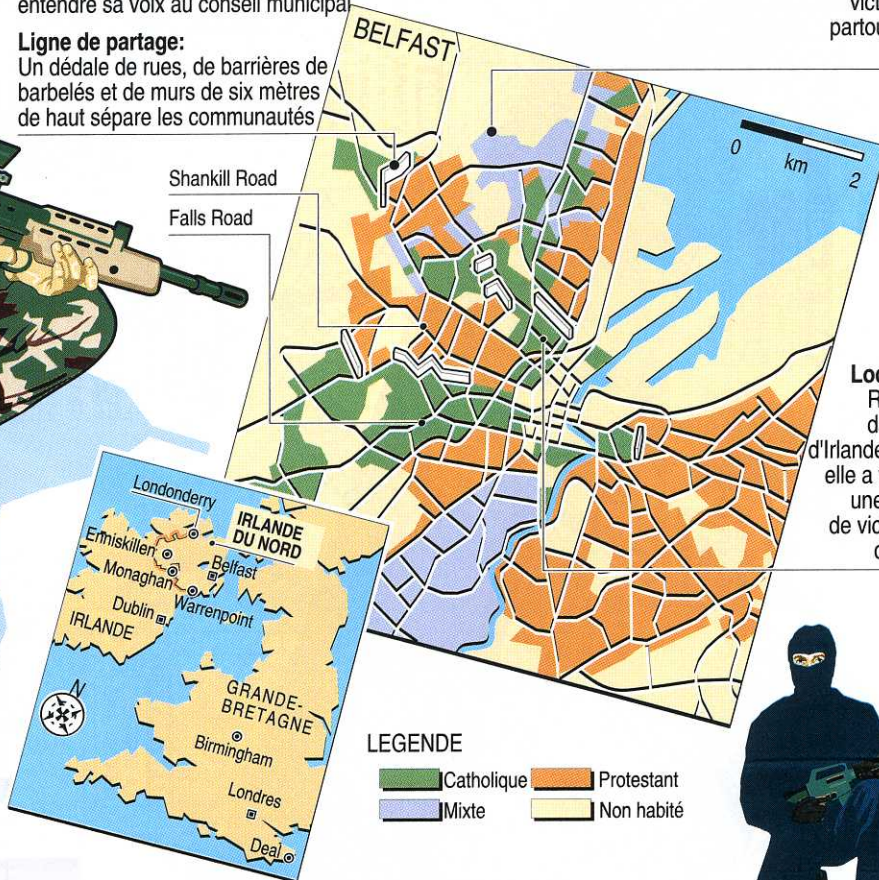 entendre sa voix au conseil municipal
Ligne de partage:
Un dédale de rues, de barrières de
barbelés et de murs de six mètres
de haut sépare les communautés
Shankill Road
Falls Road
BELFAST
partou
0 km 2
d'Irlande
elle a
une
Londonderry
IRLANDE
DU NORD
Enniskillen
Belfast
Monaghan
Warrenpoint
Dublin
IRLANDE
GRANDE-
BRETAGNE
Birmingham
Londres
Deal
N
LEGENDE
Catholique Protestant
Mixte Non habité